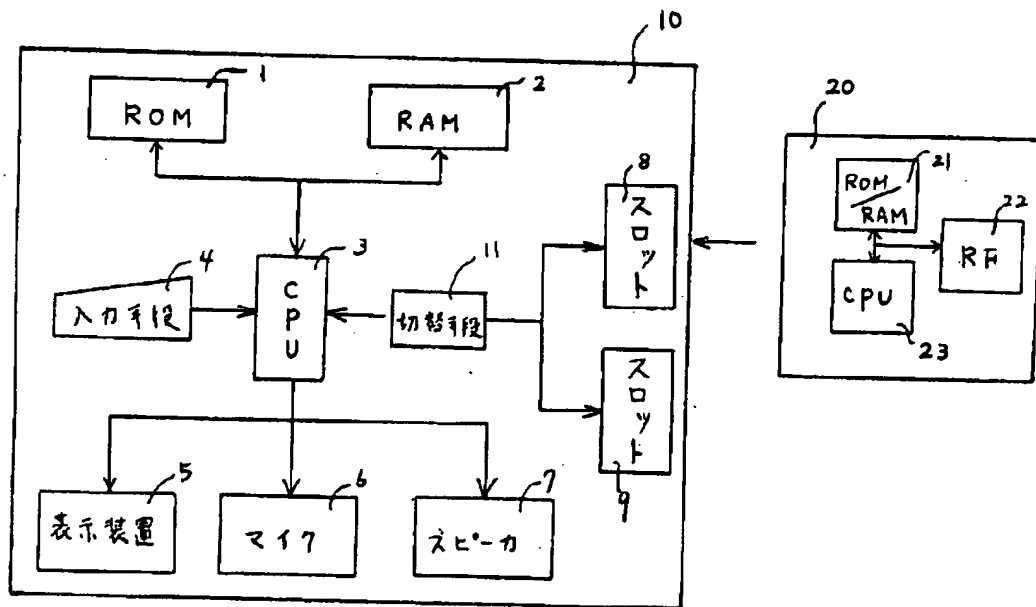 10
1
ROM
2
RAM
20
21
ROM
RAM
22
RF
CPU
23
8
スロット
4
入力手段
3
CPU
11
切替手段
スロット
9
5
表示装置
6
マイク
7
スピーカ